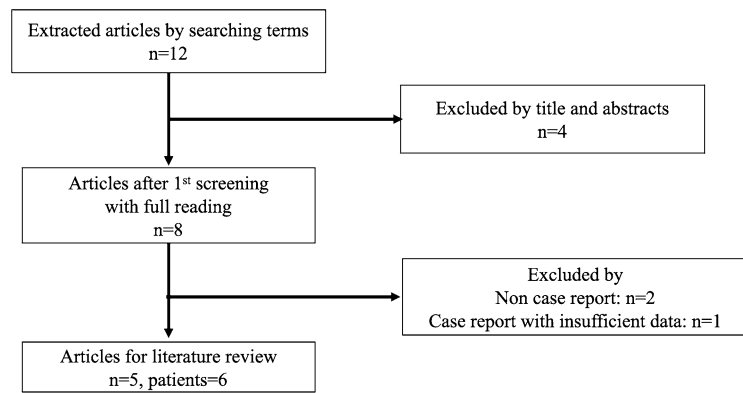 Extracted articles by searching terms
n=12
Excluded by title and abstracts
n=4
Articles after 1st screening
with full reading
n=8
Excluded by
Non case report: n=2
Case report with insufficient data: n=1
Articles for literature review
n=5, patients=6